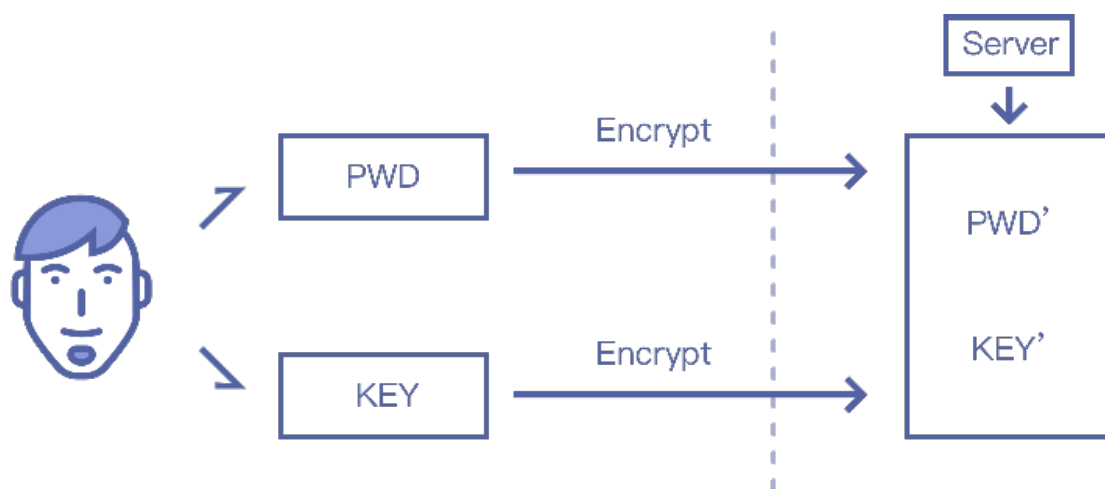 Server
Encrypt
PWD
PWD’
Encrypt
KEY’
KEY